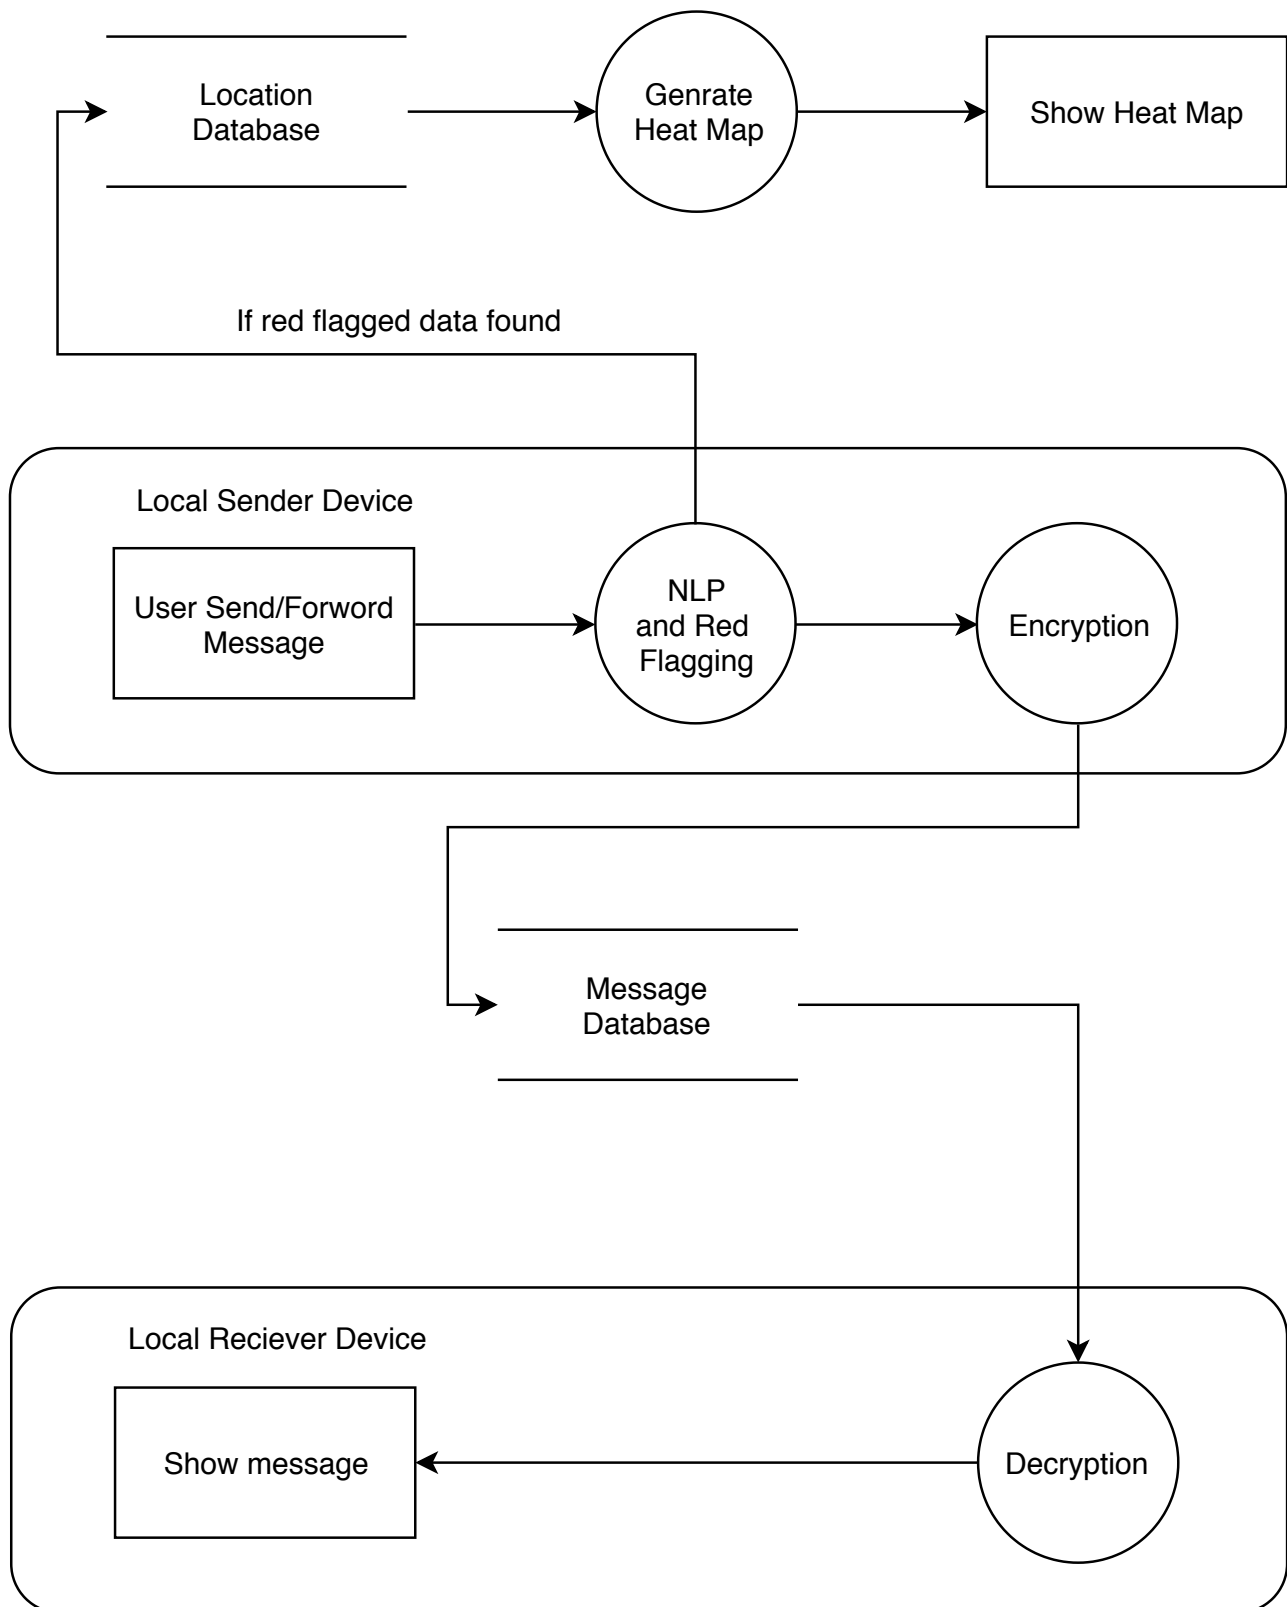 Location
Database
Genrate
Heat Map
Show Heat Map
If red flagged data found
Local Sender Device
User Send/Forword
Message
NLP
and Red
Flagging
Encryption
Message
Database
Local Reciever Device
Show message
Decryption